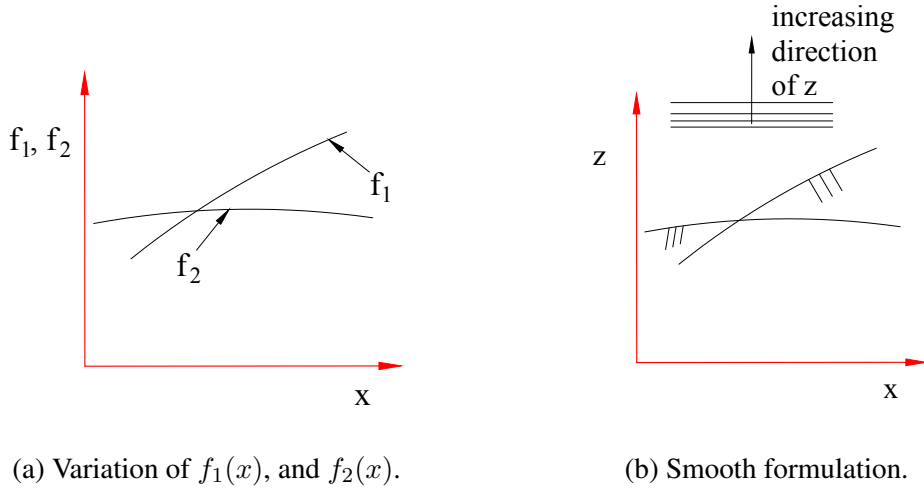 f1, f2
f1
f2
x
(a) Variation of f1(x), and f2(x).
increasing
direction
of z
z
x
(b) Smooth formulation.